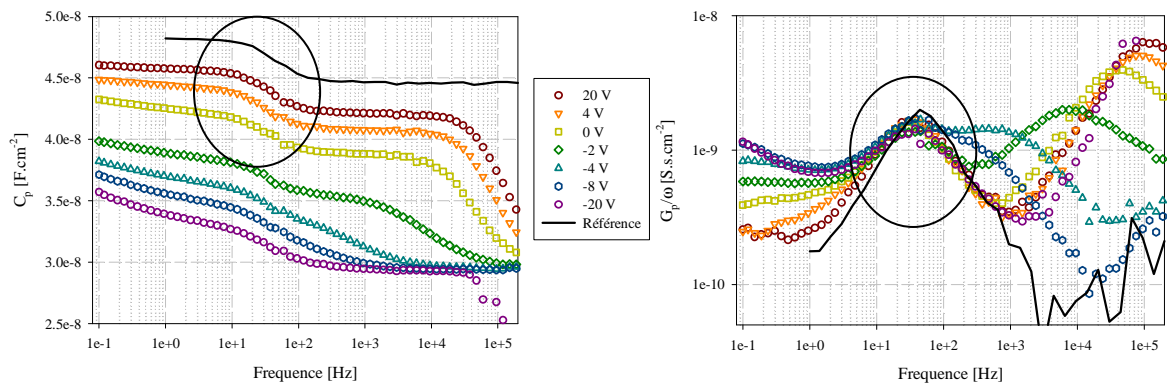 5.0e-8
4.5e-8
4.0e-8
3.5e-8
3.0e-8
2.5e-8
Cp [F.cm-2]
1e-1 1e+0 1e+1 1e+2 1e+3 1e+4 1e+5
Frequence [Hz]
20 V
4 V
0 V
-2 V
-4 V
-8 V
-20 V
Référence
1e-8
1e-9
1e-10
Gp/ω [S.s.cm-2]
1e-1 1e+0 1e+1 1e+2 1e+3 1e+4 1e+5
Frequence [Hz]